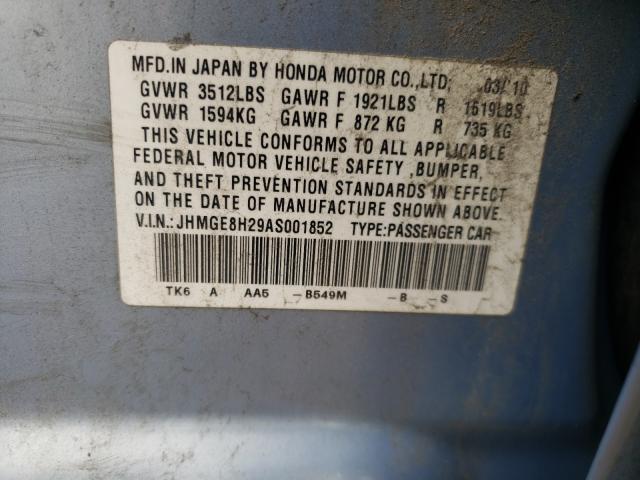 MFD.IN JAPAN BY HONDA MOTOR CO.,LTD; 03/10
GVWR 3512LBS GAWR F 1921LBS R 1619LBS
GVWR 1594KG GAWR F 872 KG R 735 KG
THIS VEHICLE CONFORMS TO ALL APPLICABLE
FEDERAL MOTOR VEHICLE SAFETY ,BUMPER,
AND THEFT PREVENTION STANDARDS IN EFFECT
ON THE DATE OF MANUFACTURE SHOWN ABOVE.
V.I.N.:JHMGE8H29AS001852 TYPE:PASSENGER CAR
TK6 A AA5 -B549M -B -S